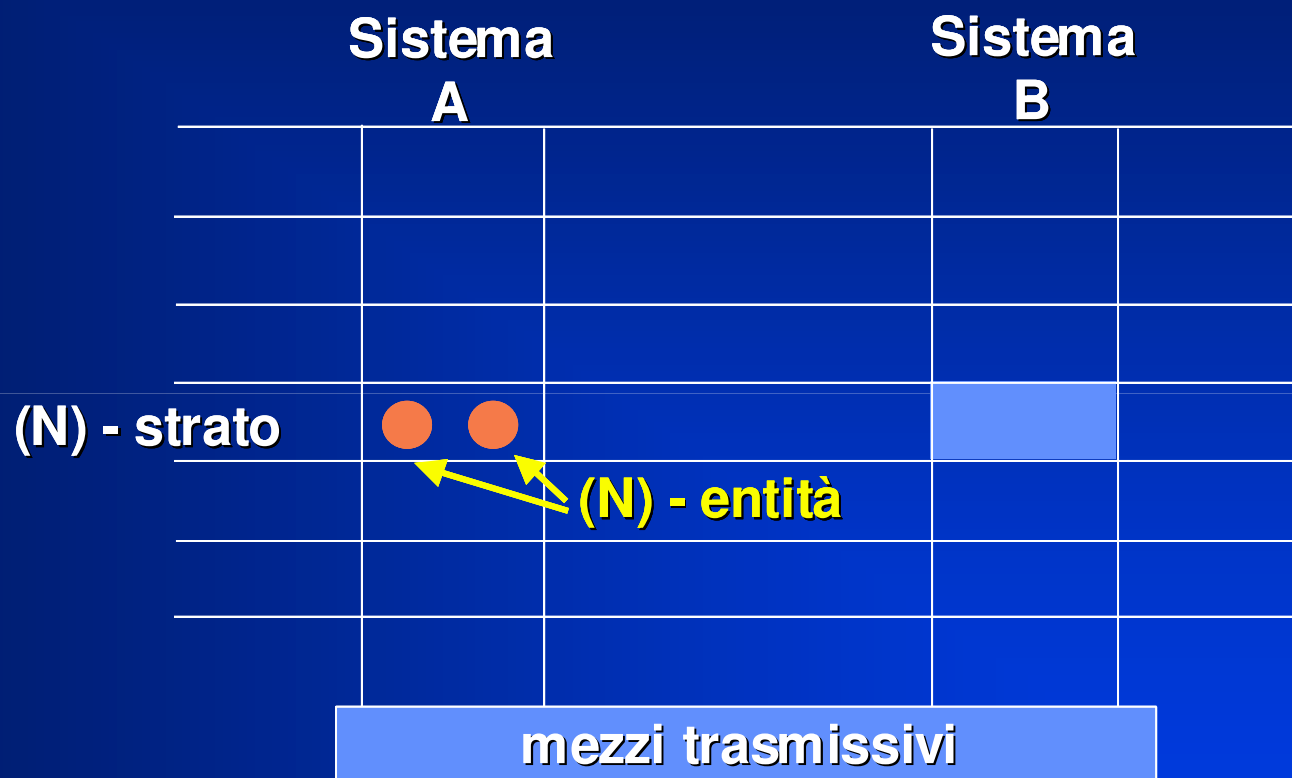 Sistema
A
Sistema
B
(N) - strato
(N) - entità
mezzi trasmissivi